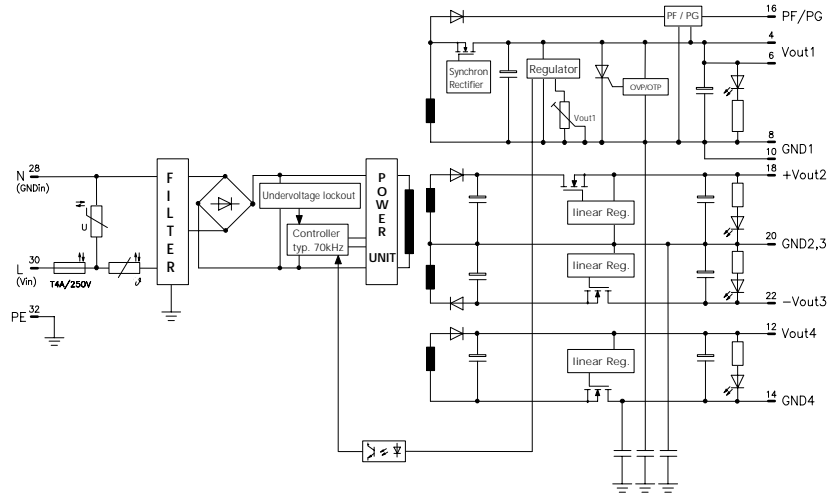 16 PF/PG
PF / PG
4
Vout1
6
Synchron
Rectifier
Regulator
OVP/OTP
Vout1
8
GND1
10
N 28
(GNDin)
FILTER
POWER
UNIT
Undervoltage lockout
Controller
typ. 70kHz
U
L 30
(Vin)
T4A/250V
ϑ
PE 32
18 +Vout2
linear Reg.
20 GND2,3
linear Reg.
22 -Vout3
12 Vout4
linear Reg.
14 GND4